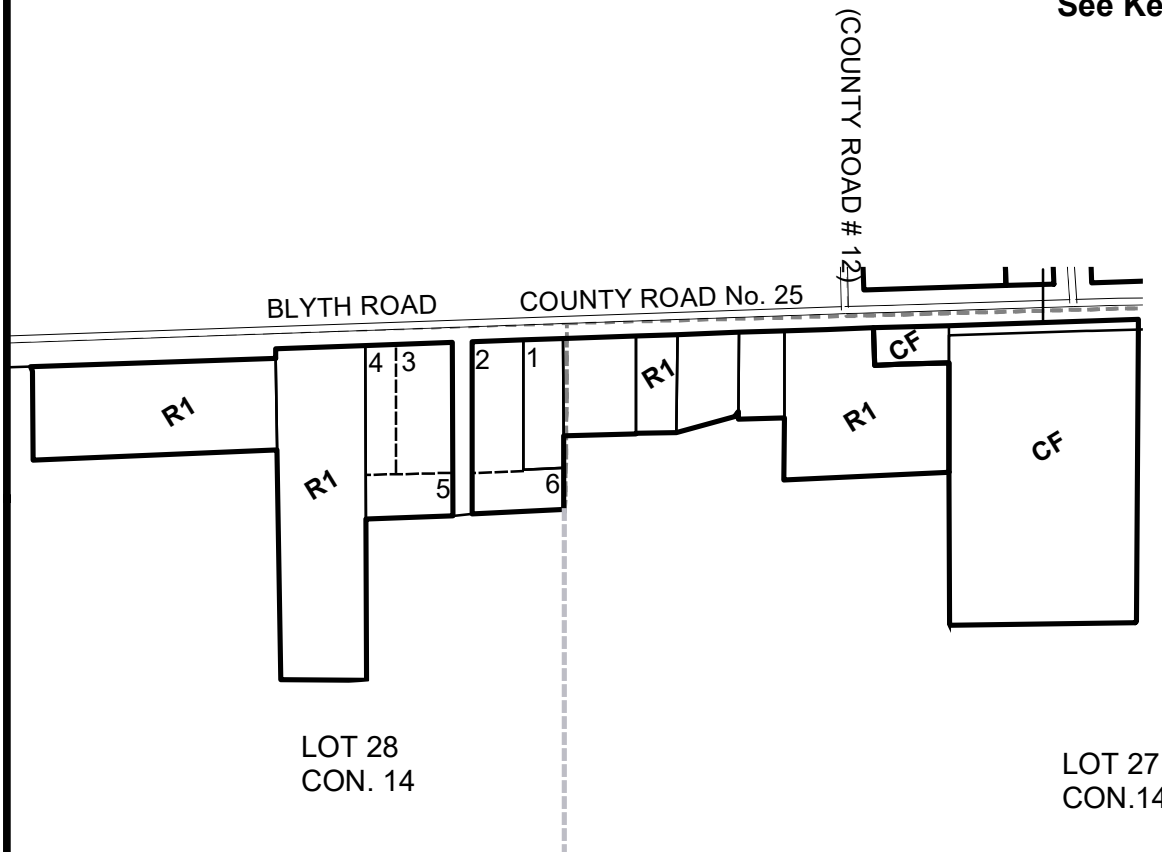 See Ke
(COUNTY ROAD # 12)
BLYTH ROAD
COUNTY ROAD No. 25
4
3
2
1
R1
CF
R1
R1
R1
CF
5
6
LOT 28
CON. 14
LOT 27
CON.14